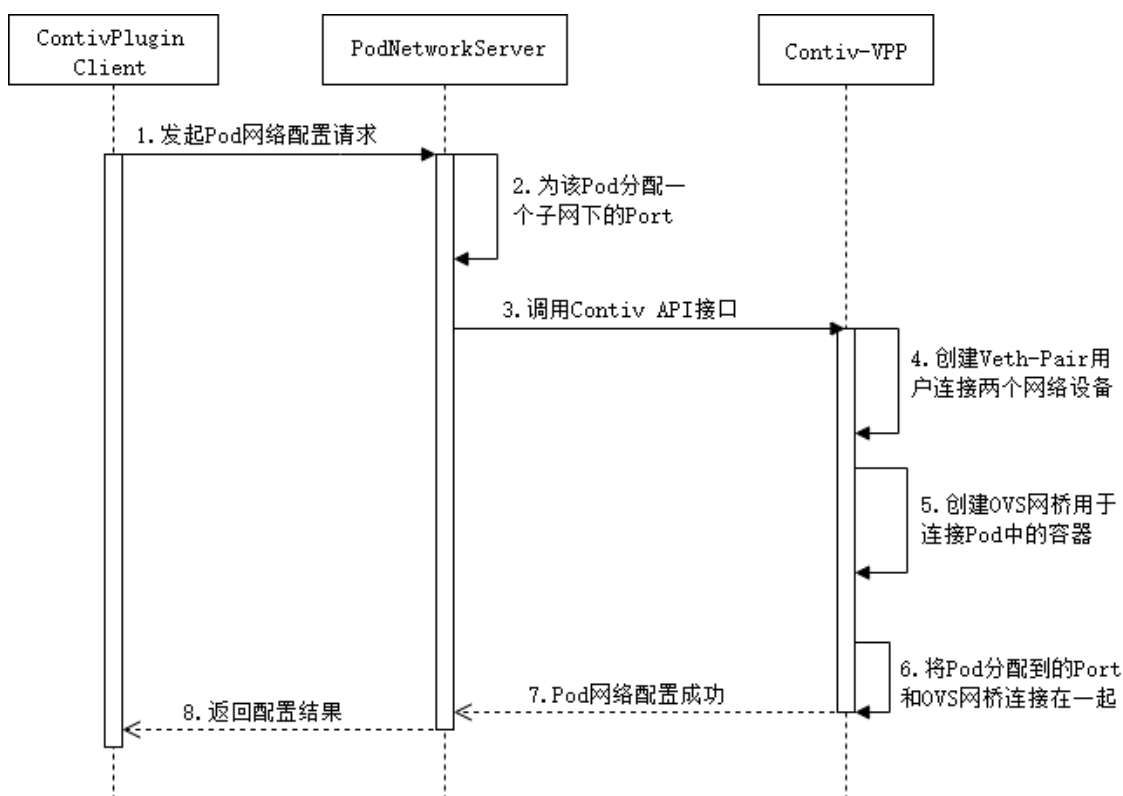 ContivPlugin
Client
PodNetworkServer
Contiv-VPP
1.发起Pod网络配置请求
2.为该Pod分配一
个子网下的Port
3.调用Contiv API接口
4.创建Veth-Pair用
户连接两个网络设备
5.创建OVS网桥用于
连接Pod中的容器
6.将Pod分配到的Port
和OVS网桥连接在一起
7.Pod网络配置成功
8.返回配置结果